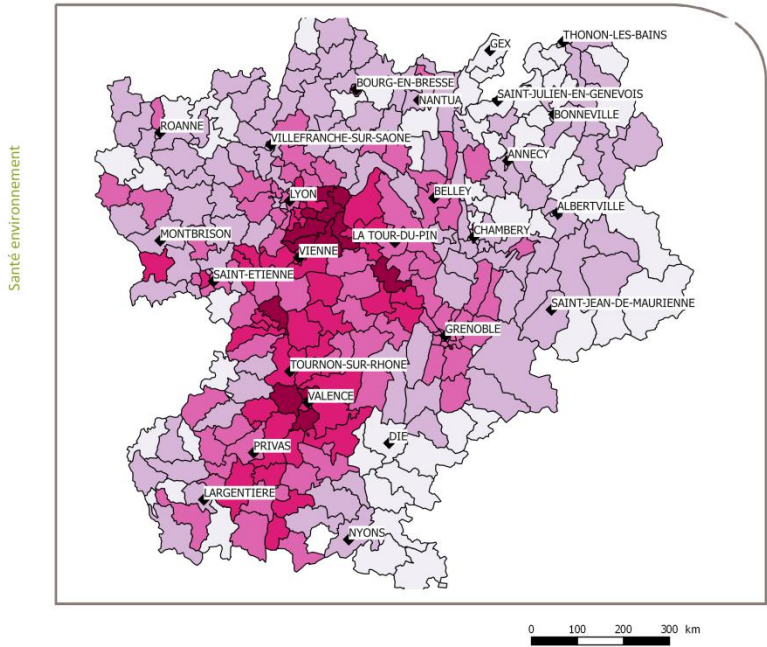 Santé environnement
THONON-LES-BAINS
GEX
BOURG-EN-BRESSE
NANTUA
SAINT-JULIEN-EN-GENEVOIS
BONNEVILLE
ROANNE
VILLEFRANCHE-SUR-SAONE
ANNECY
LYON
BELLEY
ALBERTVILLE
MONTBRISON
LA TOUR-DU-PIN
CHAMBERY
VIENNE
SAINT-ETIENNE
SAINT-JEAN-DE-MAURIENNE
GRENOBLE
TOURNON-SUR-RHONE
VALENCE
DIE
PRIVAS
LARGENTIERE
NYONS
0 100 200 300 km